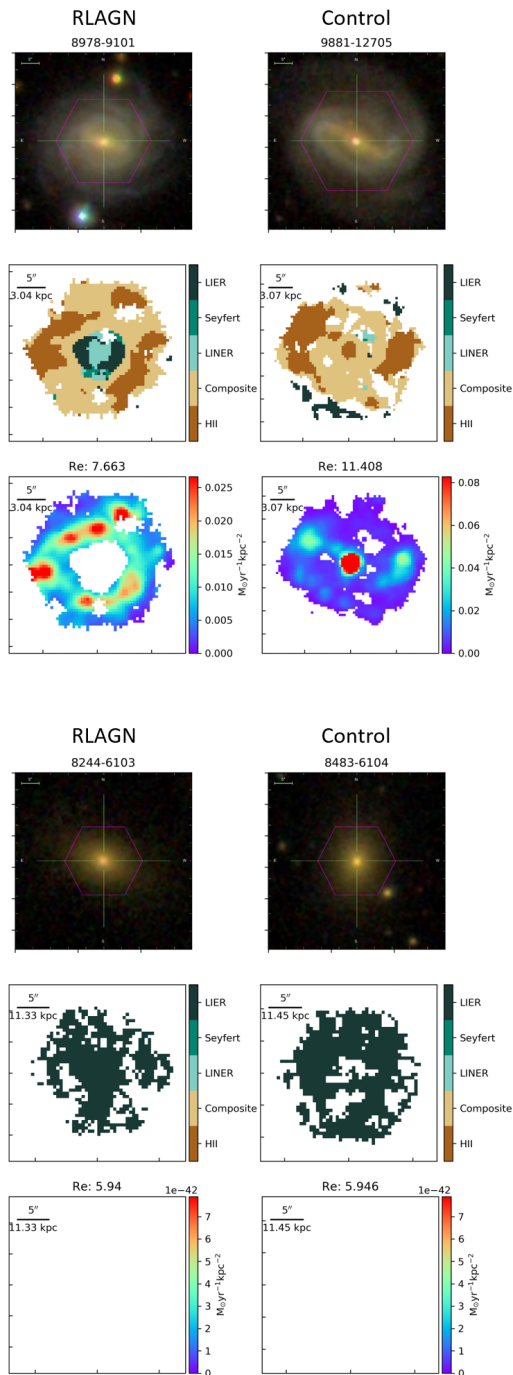 RLAGN Control
8978-9101 9881-12705
5" LIER 5" LIER
3.04 kpc 3.07 kpc
Seyfert Seyfert
LINER LINER
Composite Composite
HII HII
Re: 7.663 Re: 11.408
5" 5"
3.04 kpc 3.07 kpc
0.025 0.08
0.020 0.06
0.015 0.04
0.010 0.02
0.005 0.00
0.000
M⊙yr⁻¹kpc⁻² M⊙yr⁻¹kpc⁻²
RLAGN Control
8244-6103 8483-6104
5" LIER 5" LIER
11.33 kpc 11.45 kpc
Seyfert Seyfert
LINER LINER
Composite Composite
HII HII
Re: 5.94 1e−42 Re: 5.946 1e−42
5" 5"
11.33 kpc 11.45 kpc
7 7
6 6
5 5
4 4
3 3
2 2
1 1
0 0
M⊙yr⁻¹kpc⁻² M⊙yr⁻¹kpc⁻²